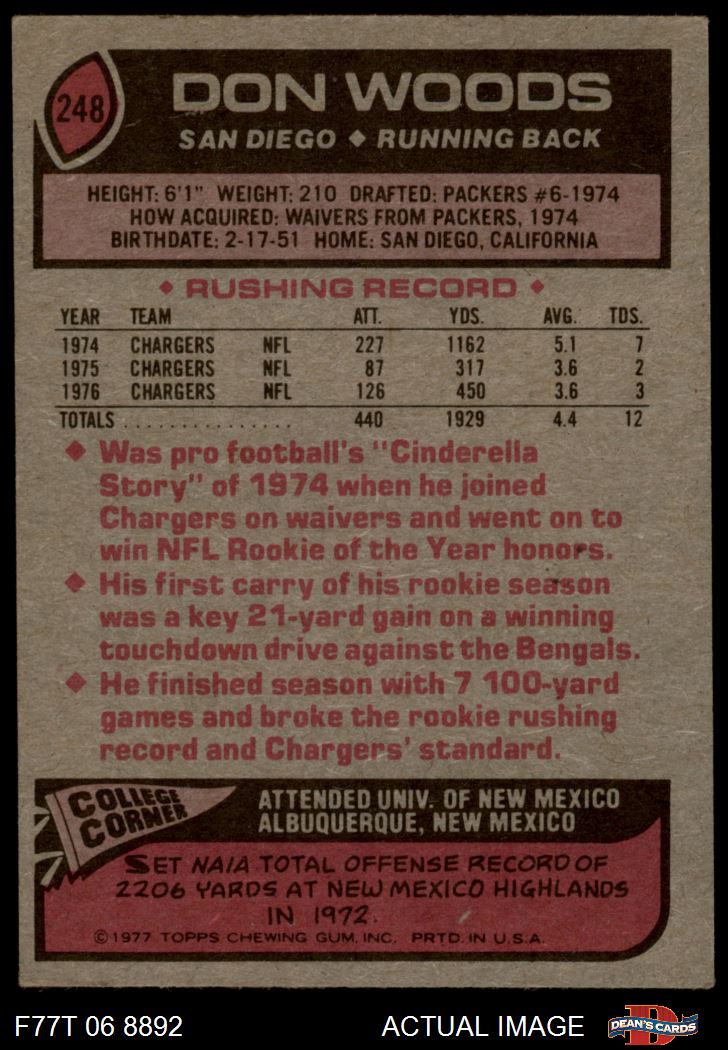 248
DON WOODS
SAN DIEGO ◆ RUNNING BACK
HEIGHT: 6'1" WEIGHT: 210 DRAFTED: PACKERS #6-1974
HOW ACQUIRED: WAIVERS FROM PACKERS, 1974
BIRTHDATE: 2-17-51 HOME: SAN DIEGO, CALIFORNIA
◆ RUSHING RECORD ◆
YEAR TEAM ATT. YDS. AVG. TDS.
1974 CHARGERS NFL 227 1162 5.1 7
1975 CHARGERS NFL 87 317 3.6 2
1976 CHARGERS NFL 126 450 3.6 3
TOTALS . . . . . . . . . . . . . . . 440 1929 4.4 12
◆ Was pro football's "Cinderella
Story" of 1974 when he joined
Chargers on waivers and went on to
win NFL Rookie of the Year honors.
◆ His first carry of his rookie season
was a key 21-yard gain on a winning
touchdown drive against the Bengals.
◆ He finished season with 7 100-yard
games and broke the rookie rushing
record and Chargers' standard.
COLLEGE
CORNER
ATTENDED UNIV. OF NEW MEXICO
ALBUQUERQUE, NEW MEXICO
SET NAIA TOTAL OFFENSE RECORD OF
2206 YARDS AT NEW MEXICO HIGHLANDS
IN 1972.
©1977 TOPPS CHEWING GUM, INC. PRTD. IN U.S.A.
F77T 06 8892
ACTUAL IMAGE
D
DEAN'S CARDS